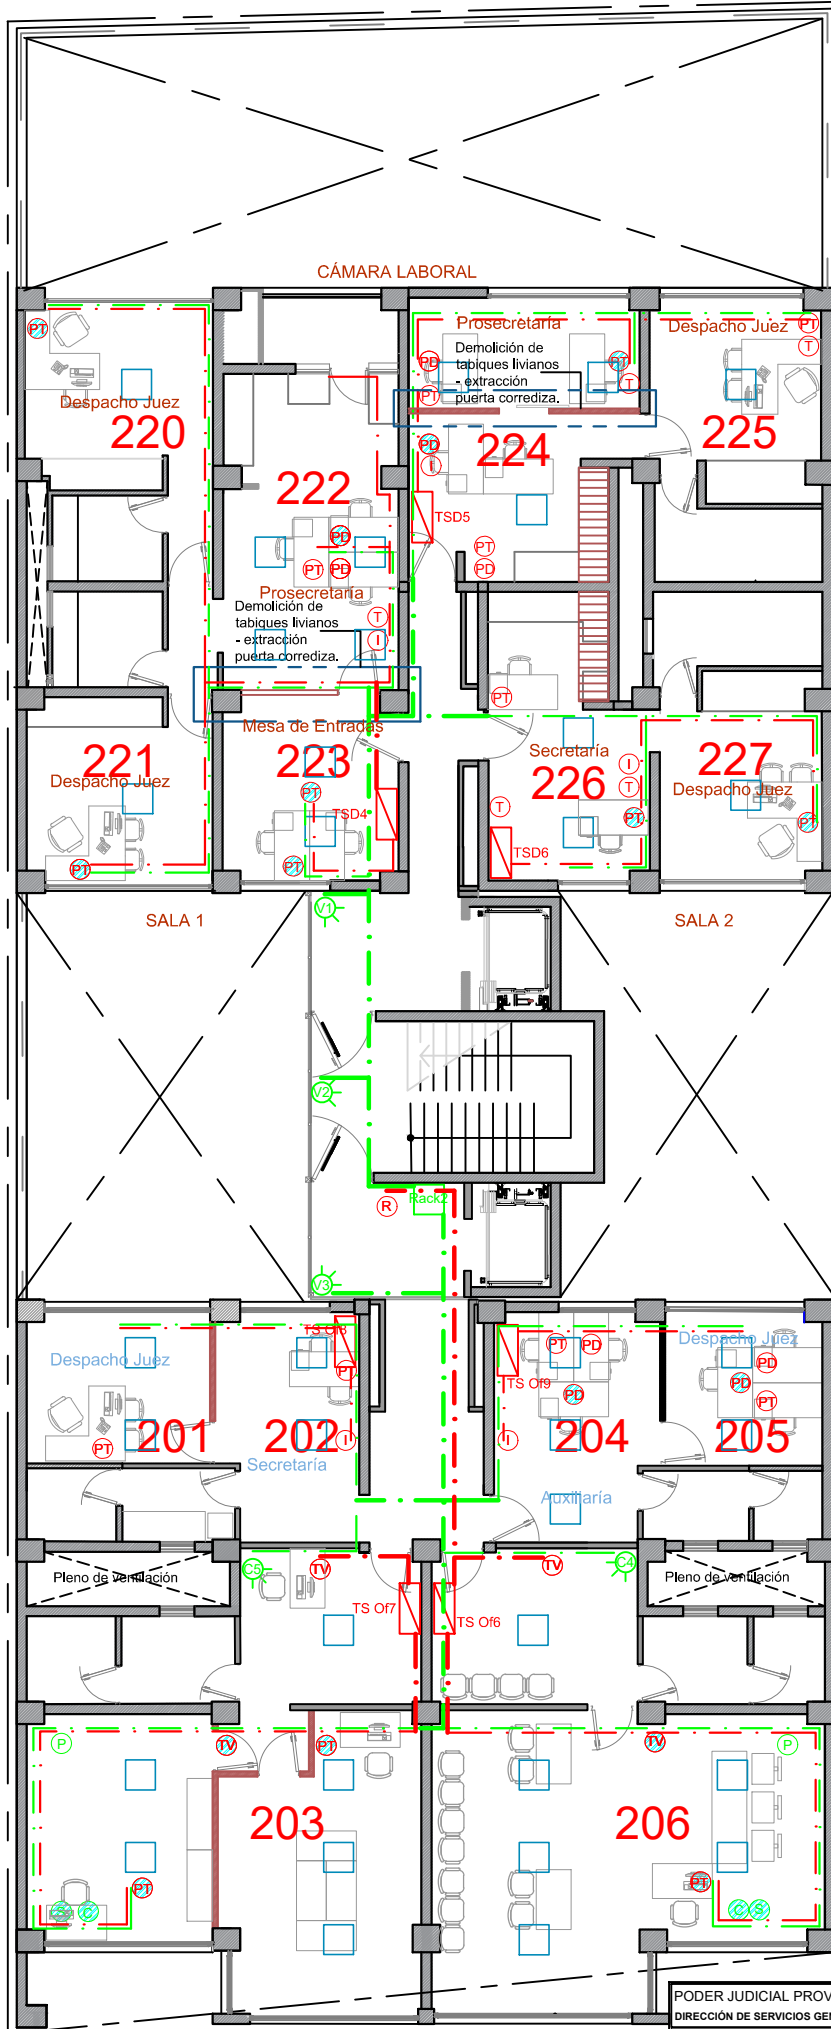 CÁMARA LABORAL
Prosecretaría
Despacho Juez
PT
PT
T
Demolición de
tabiques livianos
- extracción
puerta corrediza.
PD
PT
T
PT
Despacho Juez
220
224
225
PD
I
222
TSD5
PD
PT
PD
PT
PD
Prosecretaría
Demolición de
tabiques livianos
- extracción
puerta corrediza.
T
I
PT
Mesa de Entradas
221
223
Secretaría
226
227
I
T
Despacho Juez
Despacho Juez
PT
TSD4
T
PT
PT
TSD6
PT
PT
SALA 1
SALA 2
V1
V2
Rack2
R
V3
TS Of8
Despacho Juez
Despacho Juez
PT
PD
PD
PT
TS Of9
PD
PD
PT
201
202
204
205
PT
I
I
Secretaría
Auxiliaría
C5
TV
TV
C4
Pleno de ventilación
Pleno de ventilación
TS Of7
TS Of6
P
TV
PT
TV
P
203
206
PT
PT
S
C
C
S
PODER JUDICIAL PROV
DIRECCIÓN DE SERVICIOS GE